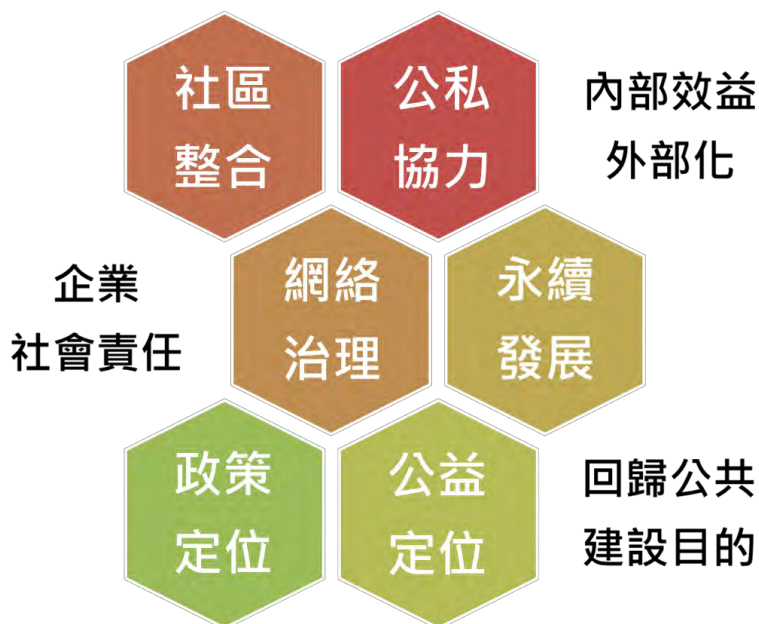 社區
整合
公私
協力
內部效益
外部化
企業
社會責任
網絡
治理
永續
發展
政策
定位
公益
定位
回歸公共
建設目的